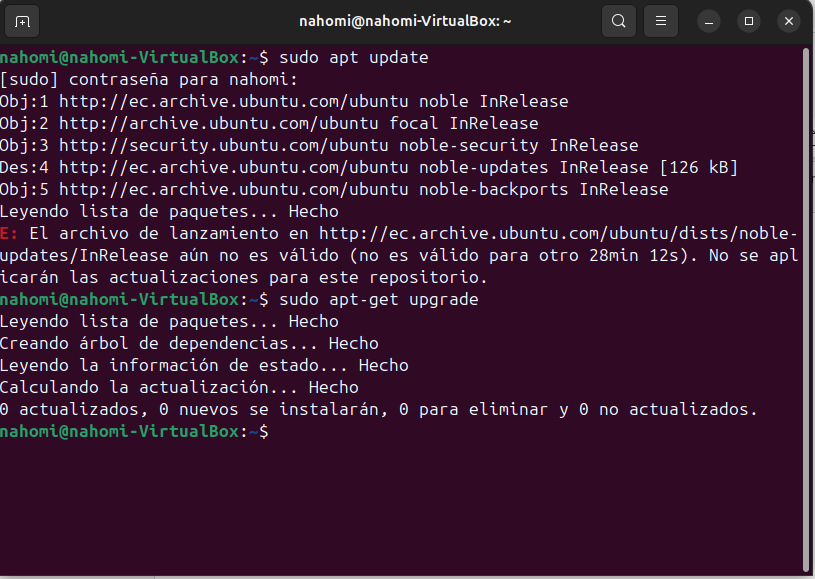 nahomi@nahomi-VirtualBox: ~
nahomi@nahomi-VirtualBox:~$ sudo apt update
[sudo] contraseña para nahomi:
Obj:1 http://ec.archive.ubuntu.com/ubuntu noble InRelease
Obj:2 http://archive.ubuntu.com/ubuntu focal InRelease
Obj:3 http://security.ubuntu.com/ubuntu noble-security InRelease
Des:4 http://ec.archive.ubuntu.com/ubuntu noble-updates InRelease [126 kB]
Obj:5 http://ec.archive.ubuntu.com/ubuntu noble-backports InRelease
Leyendo lista de paquetes... Hecho
E: El archivo de lanzamiento en http://ec.archive.ubuntu.com/ubuntu/dists/noble-
updates/InRelease aún no es válido (no es válido para otro 28min 12s). No se apl
icarán las actualizaciones para este repositorio.
nahomi@nahomi-VirtualBox:~$ sudo apt-get upgrade
Leyendo lista de paquetes... Hecho
Creando árbol de dependencias... Hecho
Leyendo la información de estado... Hecho
Calculando la actualización... Hecho
0 actualizados, 0 nuevos se instalarán, 0 para eliminar y 0 no actualizados.
nahomi@nahomi-VirtualBox:~$